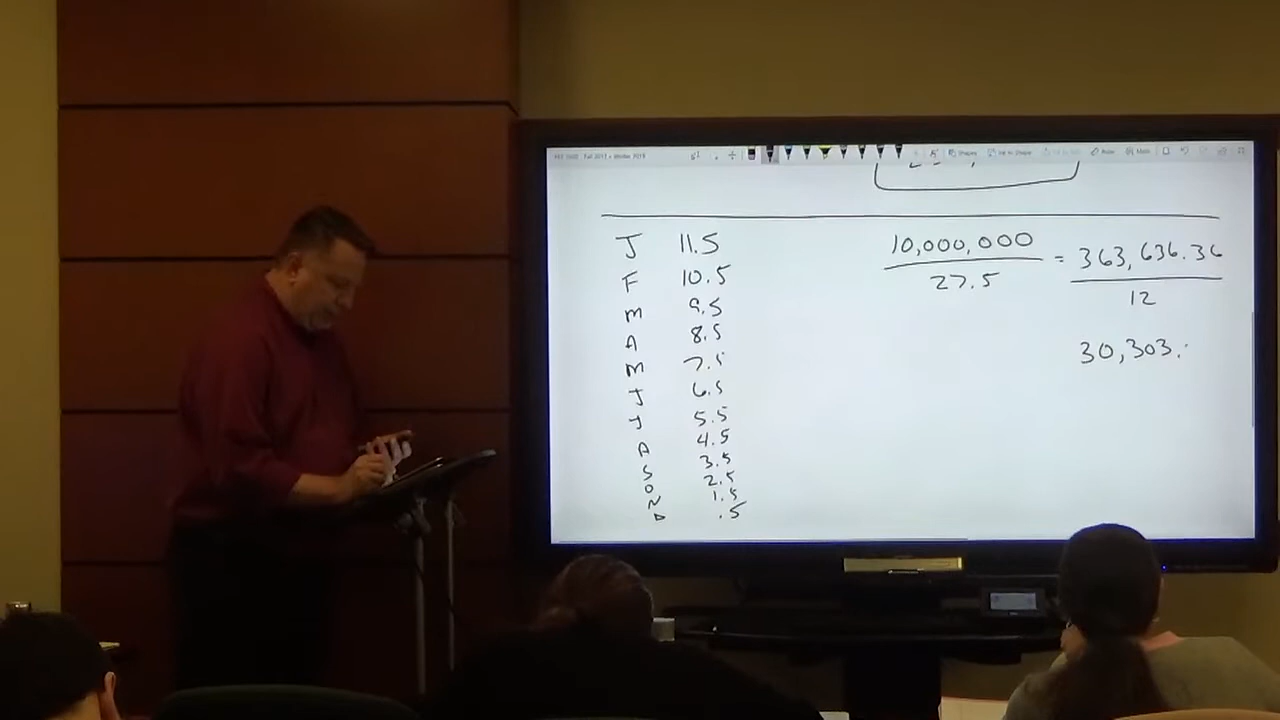 J 11.5
F 10.5
M 9.5
A 8.5
M 7.5
J 6.5
J 5.5
A 4.5
S 3.5
O 2.5
N 1.5
D .5
10,000,000
27.5
= 363,636.36
12
30,303.